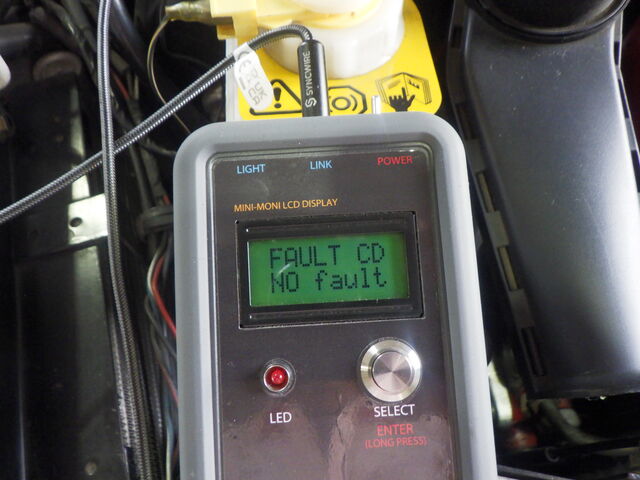 SYNCWIRE
LIGHT
LINK
POWER
MINI-MONI LCD DISPLAY
FAULT CD
NO fault
LED
SELECT
ENTER
(LONG PRESS)